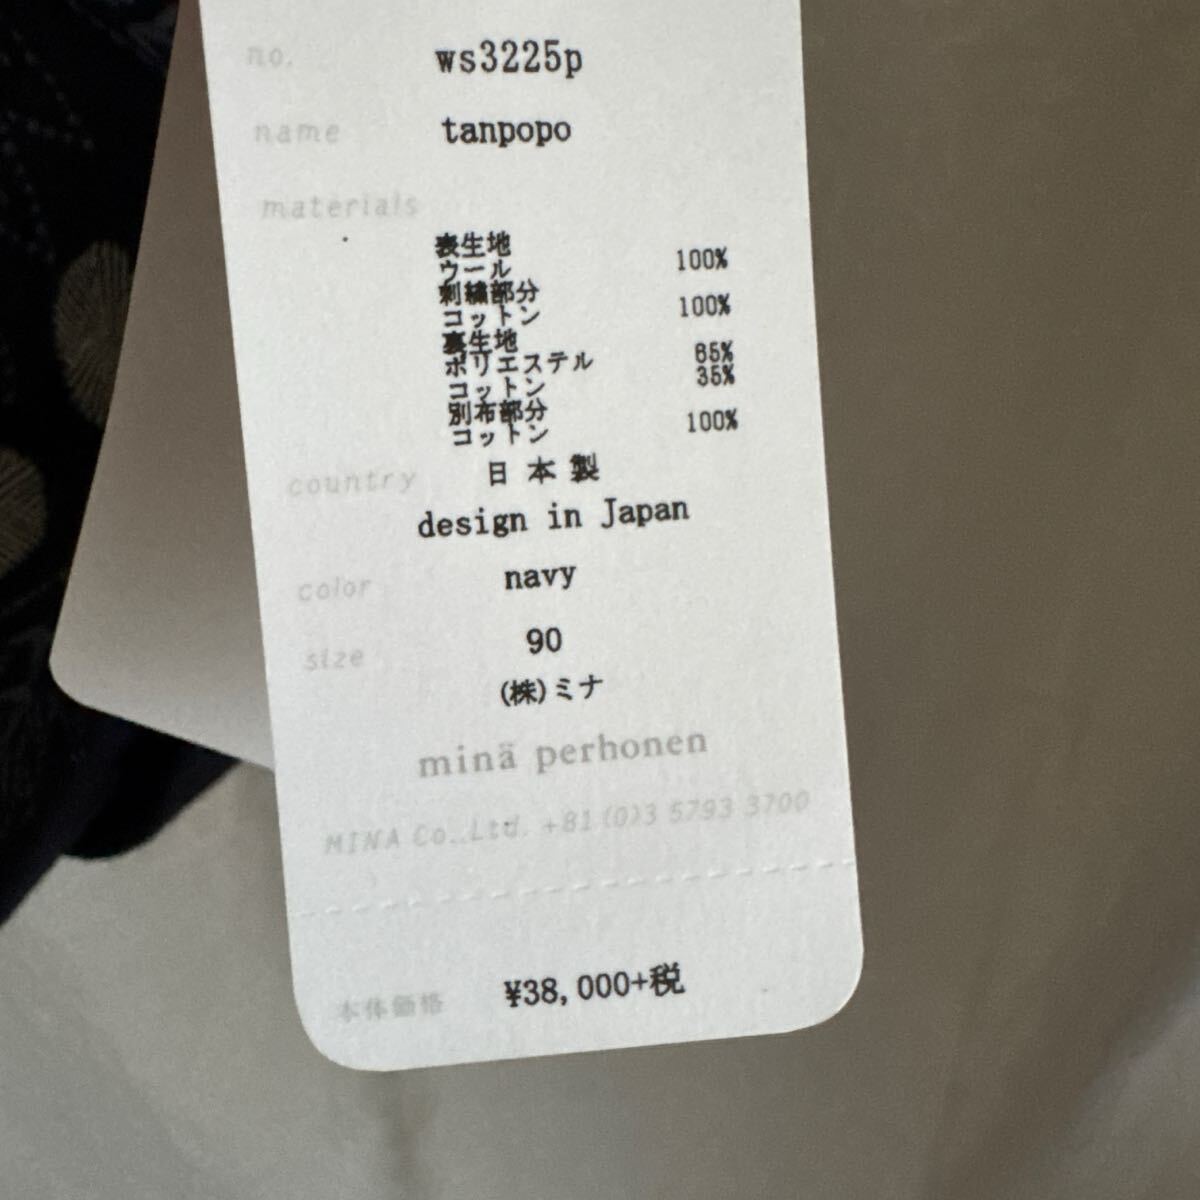 no. ws3225p
name tanpopo
materials
表生地
ウール 100%
刺繍部分
コットン 100%
裏生地
ポリエステル 65%
コットン 35%
別布部分
コットン 100%
country 日本製
design in Japan
color navy
size 90
(株)ミナ
minä perhonen
MINA Co.,Ltd. +81 (0)3 5793 3700
本体価格 ¥38,000+税